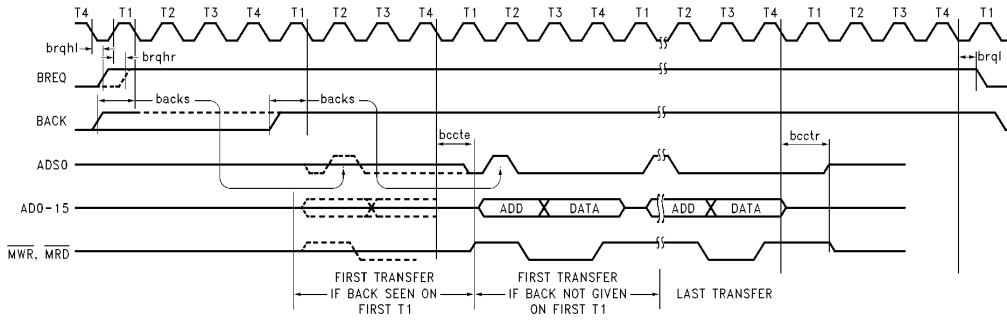 T4 T1 T2 T3 T4 T1 T2 T3 T4 T1 T2 T3 T4 T1 T2 T3 T4 T1 T2 T3 T4 T1
brqhl
brqhr
brql
BREQ
backs backs
BACK
bccte bcctr
ADS0
AD0-15 ADD DATA ADD DATA
MWR, MRD
FIRST TRANSFER FIRST TRANSFER
IF BACK SEEN ON IF BACK NOT GIVEN LAST TRANSFER
FIRST T1 ON FIRST T1